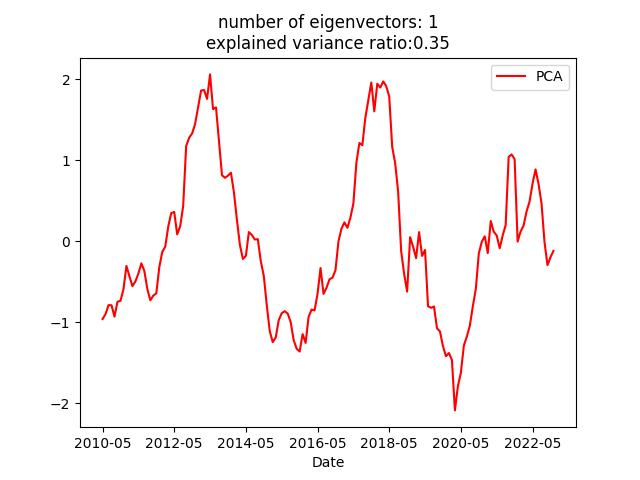 number of eigenvectors: 1
explained variance ratio:0.35
PCA
2
1
0
−1
−2
2010-05 2012-05 2014-05 2016-05 2018-05 2020-05 2022-05
Date